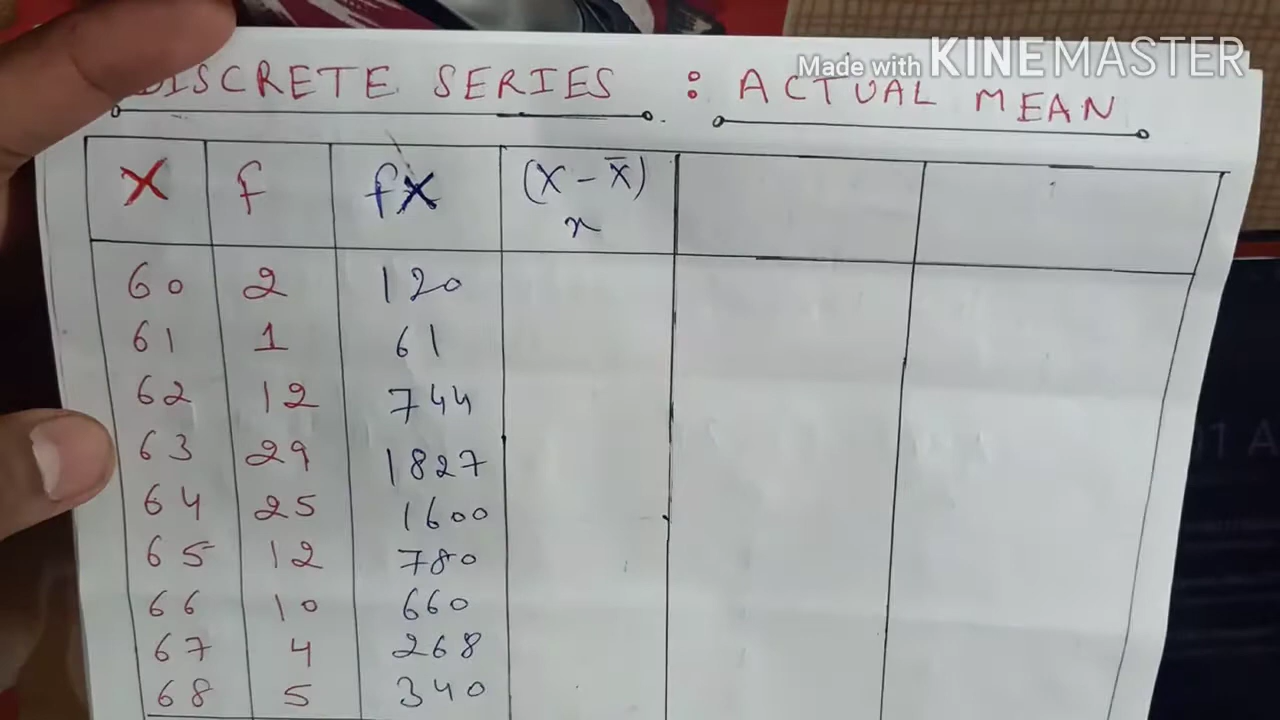 Made with KINEMASTER
DISCRETE SERIES : ACTUAL MEAN
X f fX (X - X̄)
x
60 2 120
61 1 61
62 12 744
63 29 1827
64 25 1600
65 12 780
66 10 660
67 4 268
68 5 340